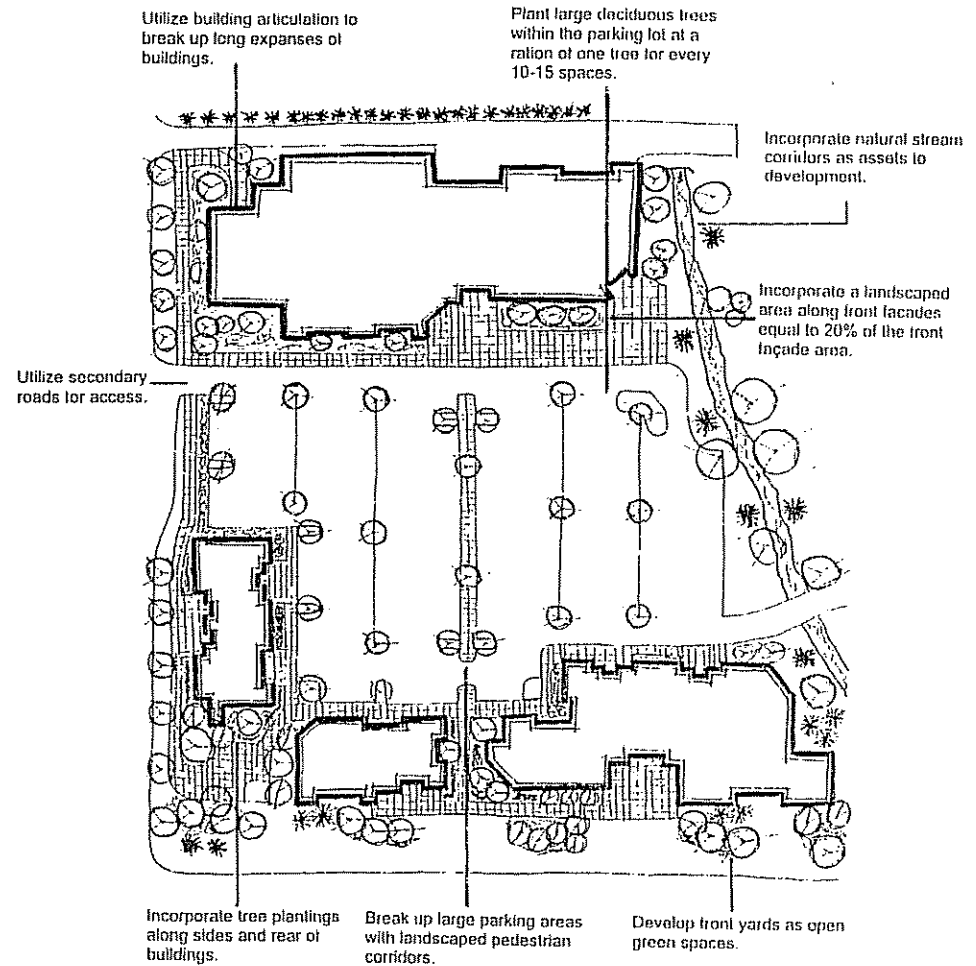 Utilize building articulation to
break up long expanses of
buildings.
Plant large deciduous trees
within the parking lot at a
ration of one tree for every
10-15 spaces.
Incorporate natural stream
corridors as assets to
development.
Incorporate a landscaped
area along front facades
equal to 20% of the front
façade area.
Utilize secondary
roads for access.
Incorporate tree plantings
along sides and rear of
buildings.
Break up large parking areas
with landscaped pedestrian
corridors.
Develop front yards as open
green spaces.